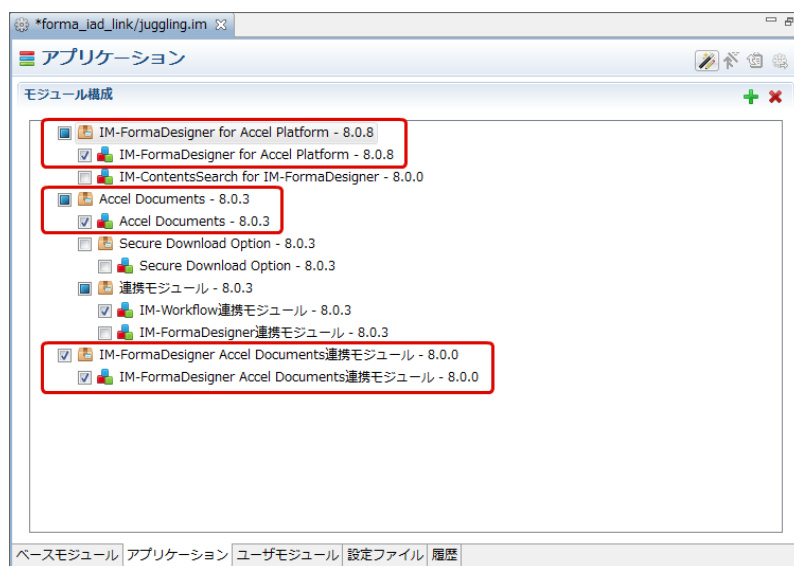 *forma_iad_link/juggling.im
アプリケーション
モジュール構成
IM-FormaDesigner for Accel Platform - 8.0.8
IM-FormaDesigner for Accel Platform - 8.0.8
IM-ContentsSearch for IM-FormaDesigner - 8.0.0
Accel Documents - 8.0.3
Accel Documents - 8.0.3
Secure Download Option - 8.0.3
Secure Download Option - 8.0.3
連携モジュール - 8.0.3
IM-Workflow連携モジュール - 8.0.3
IM-FormaDesigner連携モジュール - 8.0.3
IM-FormaDesigner Accel Documents連携モジュール - 8.0.0
IM-FormaDesigner Accel Documents連携モジュール - 8.0.0
ベースモジュール アプリケーション ユーザモジュール 設定ファイル 履歴